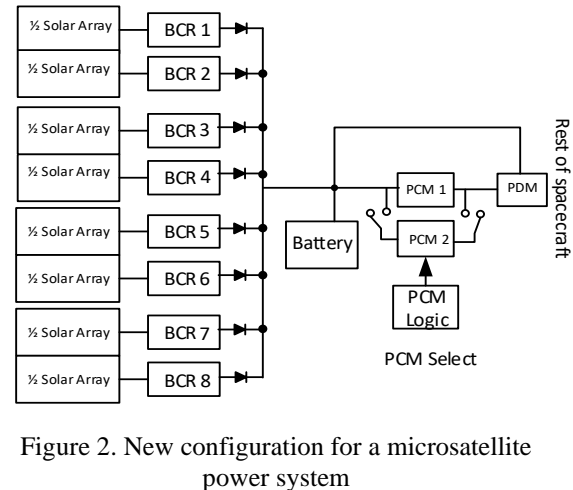 ½ Solar Array
BCR 1
½ Solar Array
BCR 2
½ Solar Array
BCR 3
½ Solar Array
BCR 4
½ Solar Array
BCR 5
½ Solar Array
BCR 6
½ Solar Array
BCR 7
½ Solar Array
BCR 8
Battery
PCM 1
PCM 2
PCM
Logic
PCM Select
PDM
Rest of spacecraft
Figure 2. New configuration for a microsatellite
power system